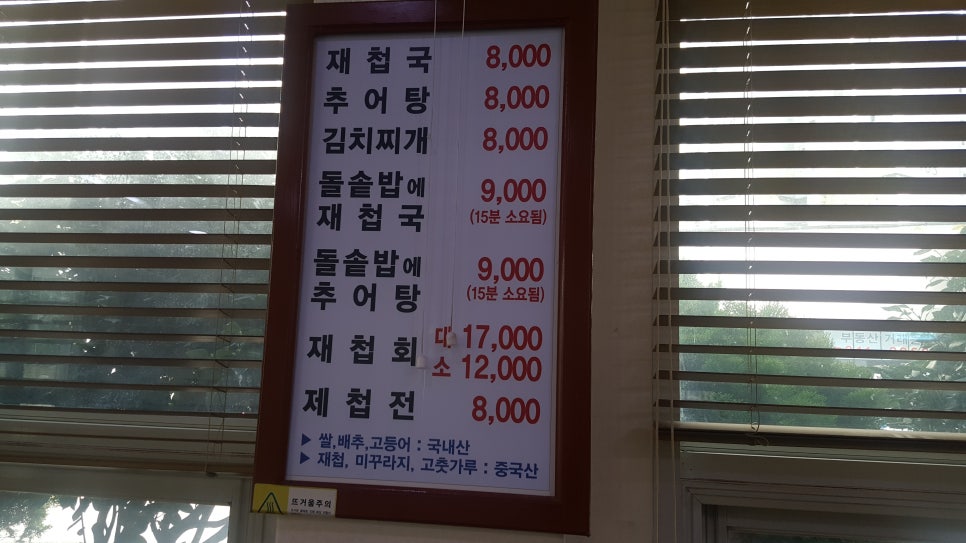 재첩국 8,000
추어탕 8,000
김치찌개 8,000
돌솥밥에 9,000
재첩국 (15분 소요됨)
돌솥밥에 9,000
추어탕 (15분 소요됨)
재첩회 대 17,000
소 12,000
제첩전 8,000
▶ 쌀,배추,고등어 : 국내산
▶ 재첩, 미꾸라지, 고춧가루 : 중국산
뜨거움주의
부동산